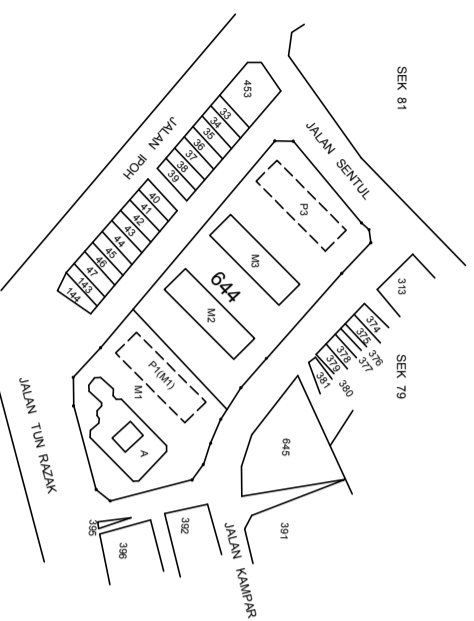 SEK 81
JALAN SENTUL
JALAN IPOH
453
33
34
35
36
37
38
39
40
41
42
43
44
45
46
47
143
144
P3
M3
644
M2
P1(M1)
M1
A
313
374
375
376
377
378
379
380
381
SEK 79
645
391
392
395
396
JALAN KAMPAR
JALAN TUN RAZAK